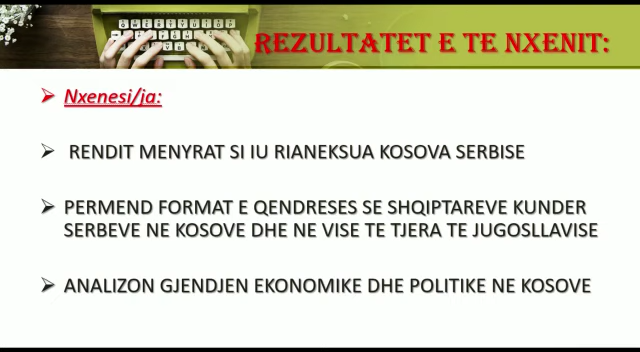 REZULTATET E TE NXENIT:
Nxenesi/ja:
RENDIT MENYRAT SI IU RIANEKSUA KOSOVA SERBISE
PERMEND FORMAT E QENDRESES SE SHQIPTAREVE KUNDER
SERBEVE NE KOSOVE DHE NE VISE TE TJERA TE JUGOSLLAVISE
ANALIZON GJENDJEN EKONOMIKE DHE POLITIKE NE KOSOVE